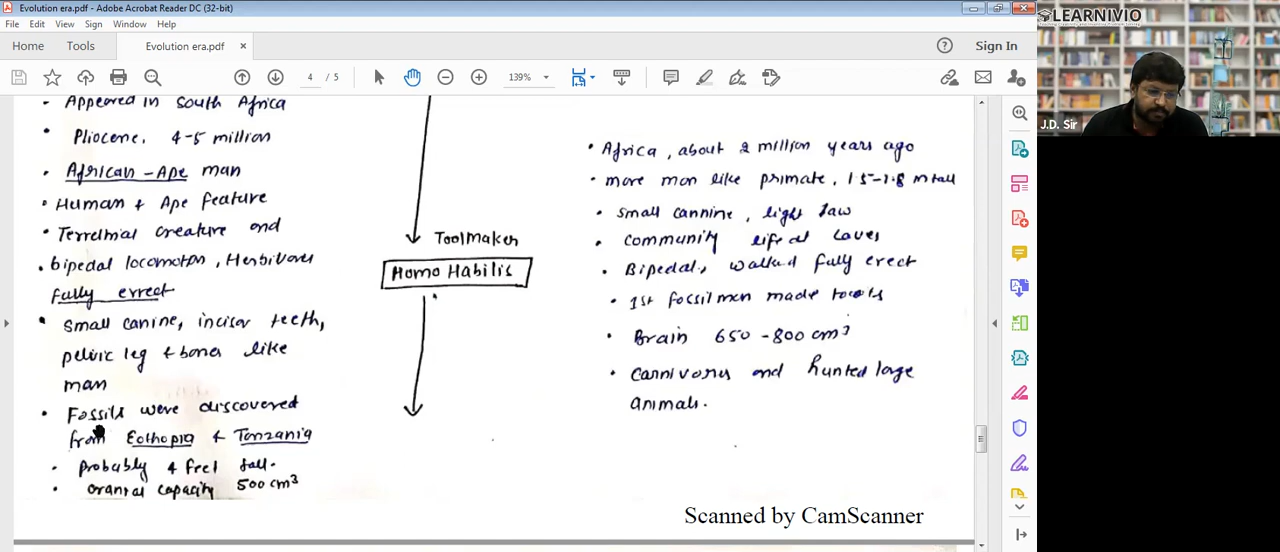 Evolution era.pdf - Adobe Acrobat Reader DC (32-bit)
File Edit View Sign Window Help
Home Tools Evolution era.pdf × Sign In
4 / 5 139%
LEARNIVIO
J.D. Sir
• Appeared in South Africa
• Pliocene, 4-5 million
• African-Ape man
• Human + Ape feature
• Terrelmial creature and
• bipedal locomoton, Herbivores
fully errect
• Small canine, incisor teeth,
pelvic leg + bones like
man
• Fossils were discovered
from Eothopia + Tanzania
• Probably 4 feet tall.
• cranial capacity 500 cm³
Toolmaker
Homo Habilis
• Africa, about 2 million years ago
• more man like primate, 1.5-1.8 m tall
• Small cannine, light Jaw
• Community life at Caves
• Bipedal, walked fully erect
• 1st fossil men made tools
• Brain 650-800 cm³
• Carnivorus and hunted large
animals.
Scanned by CamScanner